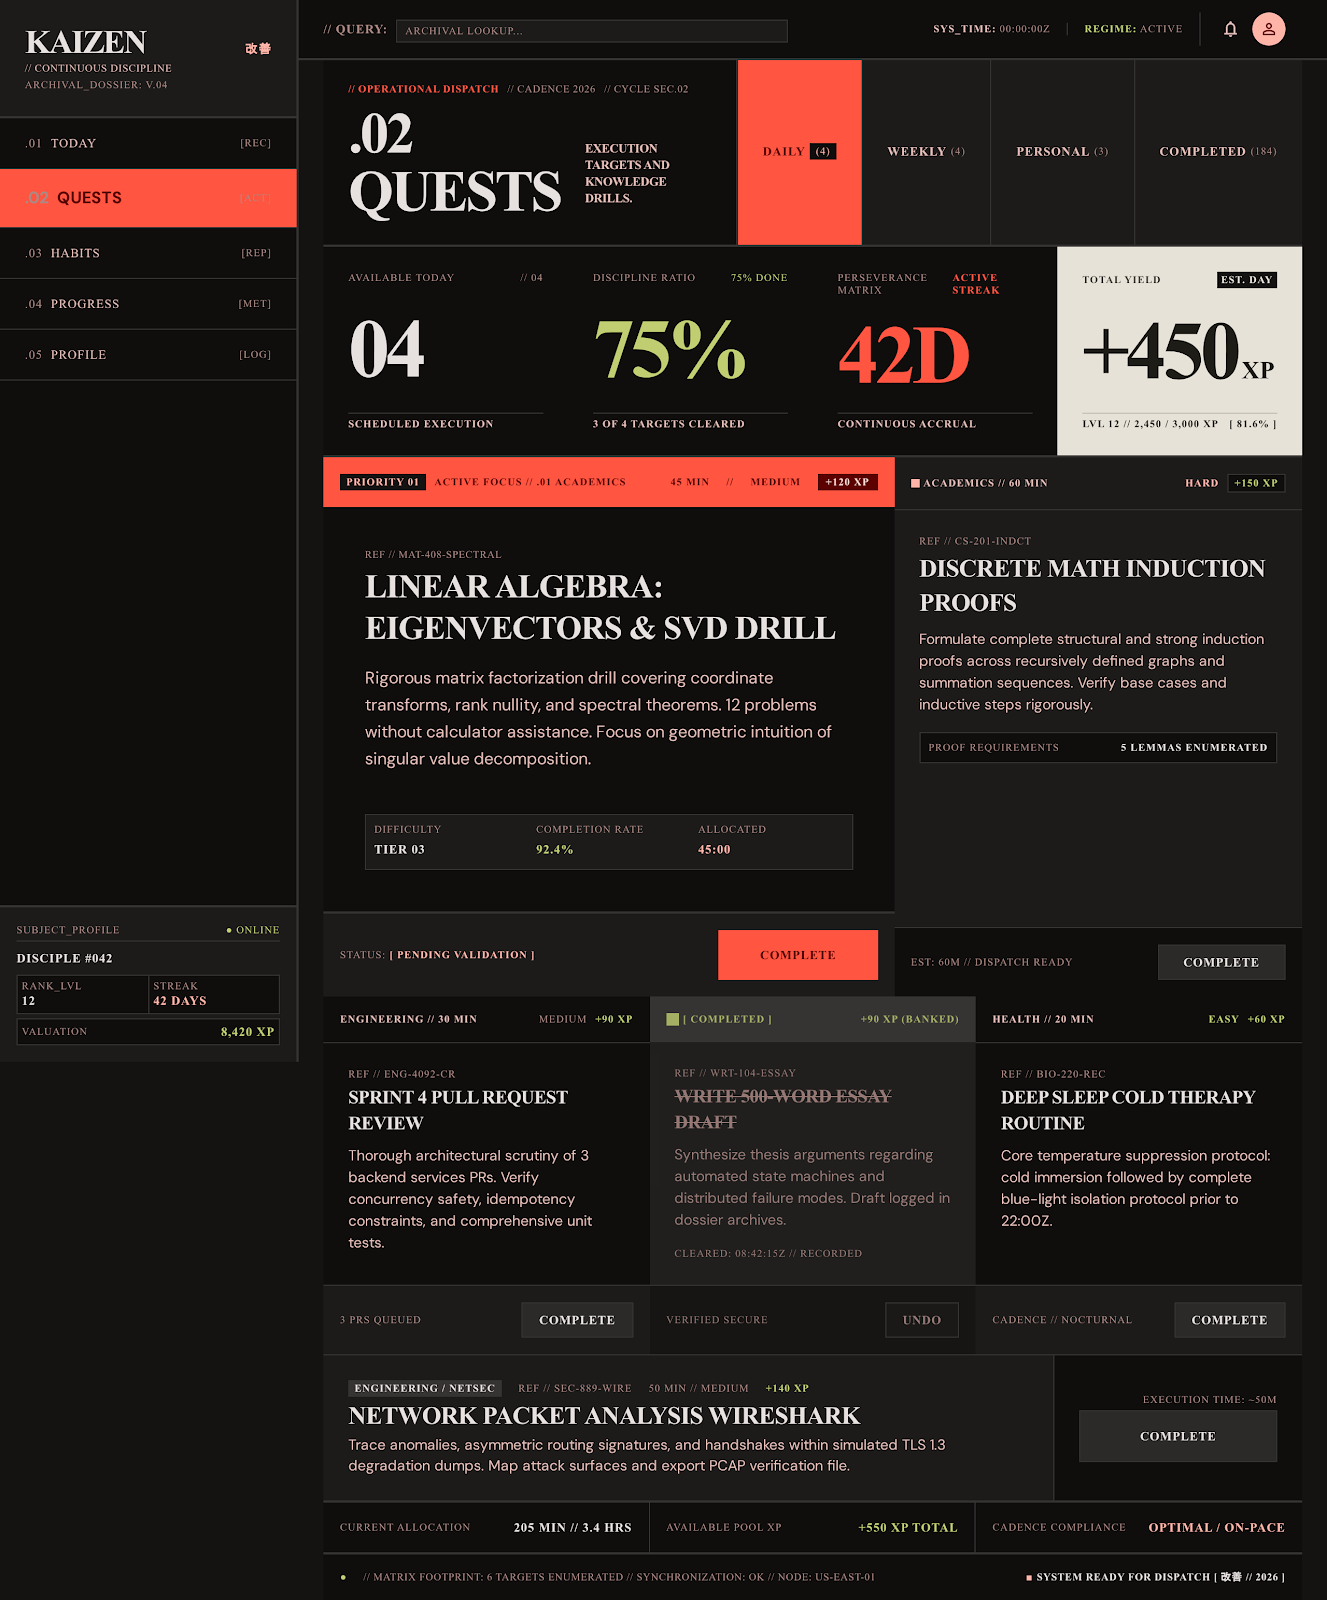 KAIZEN 改善
// CONTINUOUS DISCIPLINE
ARCHIVAL_DOSSIER: V.04
.01 TODAY [REC]
.02 QUESTS [ACT]
.03 HABITS [REP]
.04 PROGRESS [MET]
.05 PROFILE [LOG]
SUBJECT_PROFILE ● ONLINE
DISCIPLE #042
RANK_LVL STREAK
12 42 DAYS
VALUATION 8,420 XP
// QUERY: ARCHIVAL LOOKUP... SYS_TIME: 00:00:00Z REGIME: ACTIVE
// OPERATIONAL DISPATCH // CADENCE 2026 // CYCLE SEC.02
.02
QUESTS
EXECUTION
TARGETS AND
KNOWLEDGE
DRILLS.
DAILY (4) WEEKLY (4) PERSONAL (3) COMPLETED (184)
AVAILABLE TODAY // 04
04
SCHEDULED EXECUTION
DISCIPLINE RATIO 75% DONE
75%
3 OF 4 TARGETS CLEARED
PERSEVERANCE ACTIVE
MATRIX STREAK
42D
CONTINUOUS ACCRUAL
TOTAL YIELD EST. DAY
+450 XP
LVL 12 // 2,450 / 3,000 XP [ 81.6% ]
PRIORITY 01 ACTIVE FOCUS // .01 ACADEMICS 45 MIN // MEDIUM +120 XP
REF // MAT-408-SPECTRAL
LINEAR ALGEBRA:
EIGENVECTORS & SVD DRILL
Rigorous matrix factorization drill covering coordinate
transforms, rank nullity, and spectral theorems. 12 problems
without calculator assistance. Focus on geometric intuition of
singular value decomposition.
DIFFICULTY COMPLETION RATE ALLOCATED
TIER 03 92.4% 45:00
STATUS: [ PENDING VALIDATION ] COMPLETE
ACADEMICS // 60 MIN HARD +150 XP
REF // CS-201-INDCT
DISCRETE MATH INDUCTION
PROOFS
Formulate complete structural and strong induction
proofs across recursively defined graphs and
summation sequences. Verify base cases and
inductive steps rigorously.
PROOF REQUIREMENTS 5 LEMMAS ENUMERATED
EST: 60M // DISPATCH READY COMPLETE
ENGINEERING // 30 MIN MEDIUM +90 XP
REF // ENG-4092-CR
SPRINT 4 PULL REQUEST
REVIEW
Thorough architectural scrutiny of 3
backend services PRs. Verify
concurrency safety, idempotency
constraints, and comprehensive unit
tests.
3 PRS QUEUED COMPLETE
[ COMPLETED ] +90 XP (BANKED)
REF // WRT-104-ESSAY
WRITE 500-WORD ESSAY
DRAFT
Synthesize thesis arguments regarding
automated state machines and
distributed failure modes. Draft logged in
dossier archives.
CLEARED: 08:42:15Z // RECORDED
VERIFIED SECURE UNDO
HEALTH // 20 MIN EASY +60 XP
REF // BIO-220-REC
DEEP SLEEP COLD THERAPY
ROUTINE
Core temperature suppression protocol:
cold immersion followed by complete
blue-light isolation protocol prior to
22:00Z.
CADENCE // NOCTURNAL COMPLETE
ENGINEERING / NETSEC REF // SEC-889-WIRE 50 MIN // MEDIUM +140 XP
NETWORK PACKET ANALYSIS WIRESHARK
Trace anomalies, asymmetric routing signatures, and handshakes within simulated TLS 1.3
degradation dumps. Map attack surfaces and export PCAP verification file.
EXECUTION TIME: ~50M
COMPLETE
CURRENT ALLOCATION 205 MIN // 3.4 HRS AVAILABLE POOL XP +550 XP TOTAL CADENCE COMPLIANCE OPTIMAL / ON-PACE
● // MATRIX FOOTPRINT: 6 TARGETS ENUMERATED // SYNCHRONIZATION: OK // NODE: US-EAST-01 ■ SYSTEM READY FOR DISPATCH [ 改善 // 2026 ]